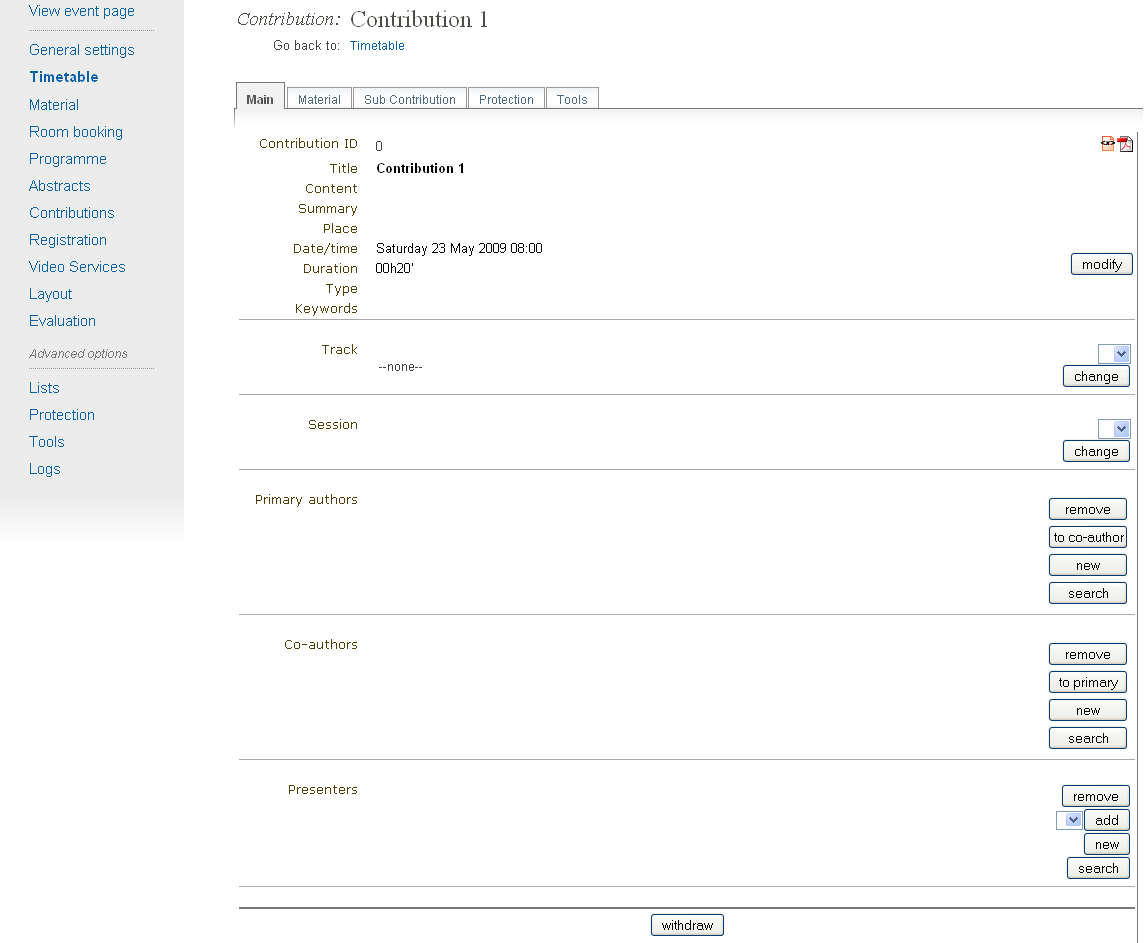 View event page
General settings
Timetable
Material
Room booking
Programme
Abstracts
Contributions
Registration
Video Services
Layout
Evaluation
Advanced options
Lists
Protection
Tools
Logs
Contribution: Contribution 1
Go back to: Timetable
Main Material Sub Contribution Protection Tools
Contribution ID 0
Title Contribution 1
Content
Summary
Place
Date/time Saturday 23 May 2009 08:00
Duration 00h20'
modify
Type
Keywords
Track
--none--
change
Session
change
Primary authors
remove
to co-author
new
search
Co-authors
remove
to primary
new
search
Presenters
remove
add
new
search
withdraw